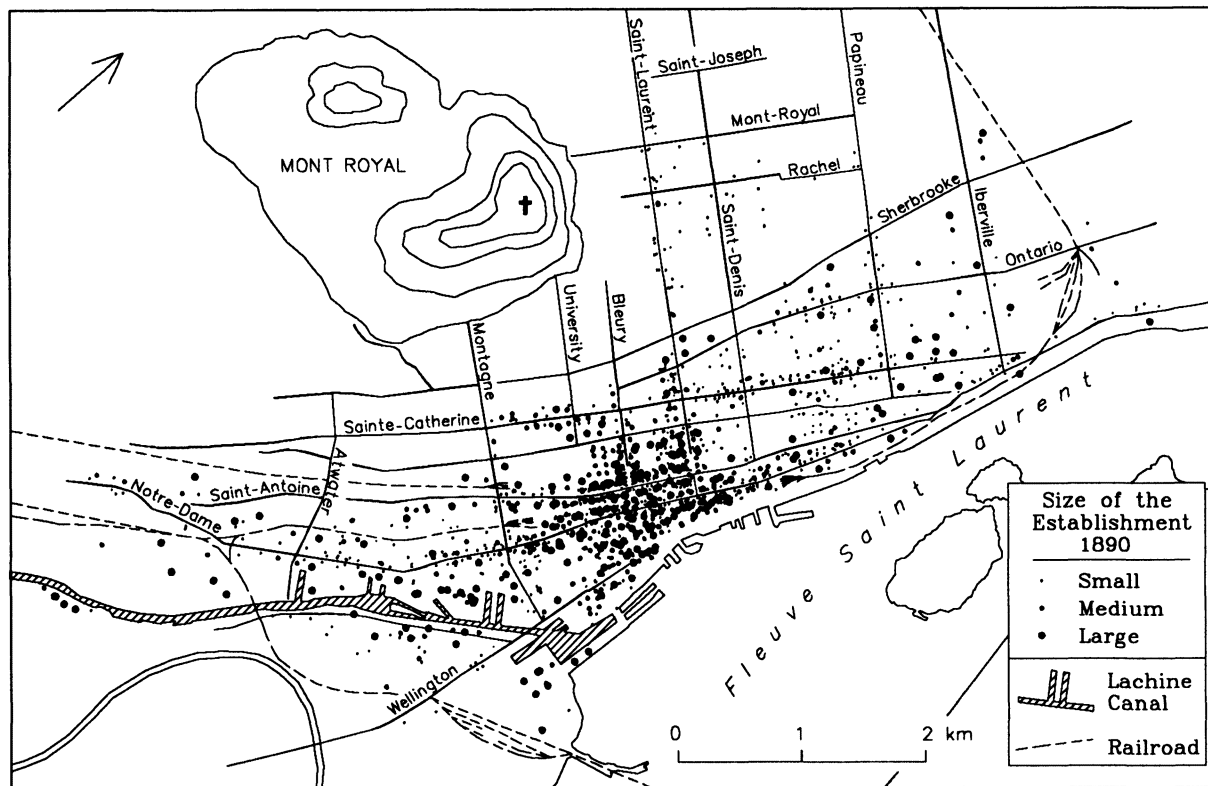 Saint-Laurent
Saint-Joseph
Papineau
Mont-Royal
MONT ROYAL
Rachel
Sherbrooke
Iberville
Saint-Denis
Ontario
University
Bleury
Montagne
Sainte-Catherine
Atwater
Saint-Antoine
Notre-Dame
Wellington
Fleuve Saint Laurent
0 1 2 km
Size of the
Establishment
1890
Small
Medium
Large
Lachine
Canal
Railroad